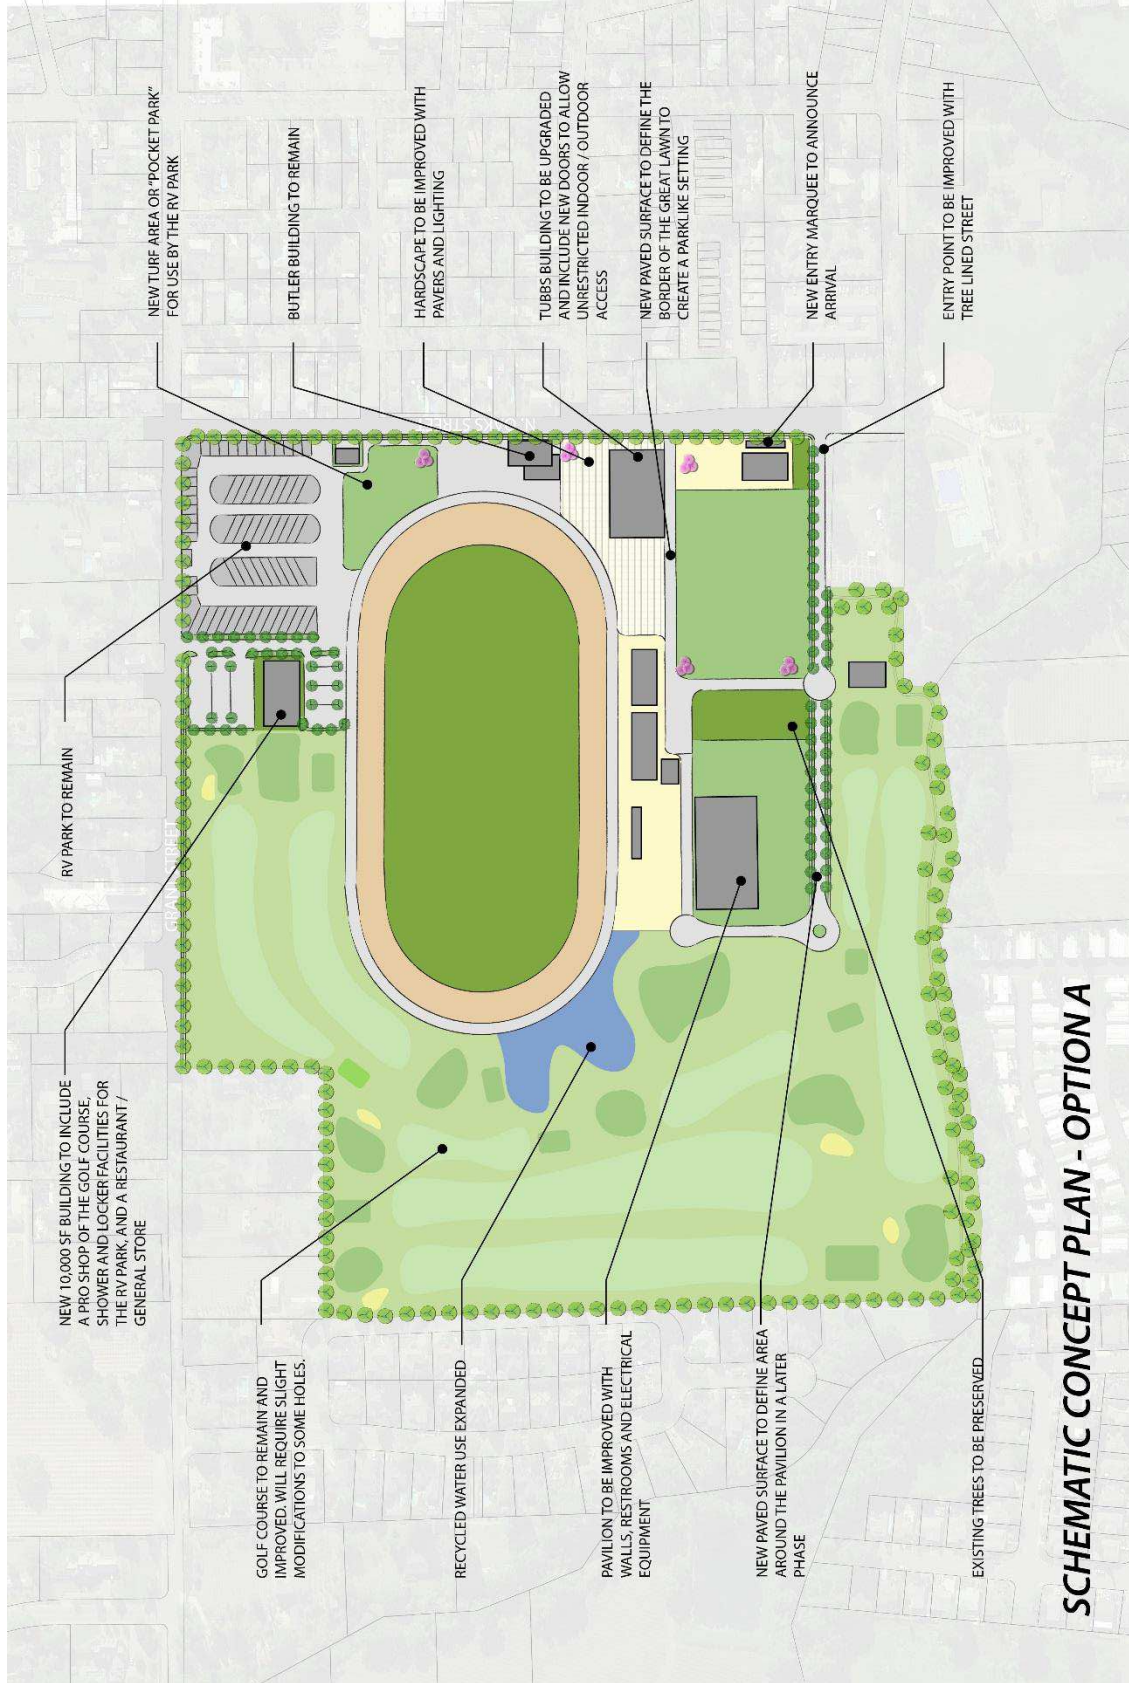 NEW 10,000 SF BUILDING TO INCLUDE
A PRO SHOP OF THE GOLF COURSE,
SHOWER AND LOCKER FACILITIES FOR
THE RV PARK, AND A RESTAURANT /
GENERAL STORE
RV PARK TO REMAIN
NEW TURF AREA OR "POCKET PARK"
FOR USE BY THE RV PARK
BUTLER BUILDING TO REMAIN
HARDSCAPE TO BE IMPROVED WITH
PAVERS AND LIGHTING
TUBBS BUILDING TO BE UPGRADED
AND INCLUDE NEW DOORS TO ALLOW
UNRESTRICTED INDOOR / OUTDOOR
ACCESS
NEW PAVED SURFACE TO DEFINE THE
BORDER OF THE GREAT LAWN TO
CREATE A PARKLIKE SETTING
NEW ENTRY MARQUEE TO ANNOUNCE
ARRIVAL
ENTRY POINT TO BE IMPROVED WITH
TREE LINED STREET
GRANT STREET
GOLF COURSE TO REMAIN AND
IMPROVED. WILL REQUIRE SLIGHT
MODIFICATIONS TO SOME HOLES.
RECYCLED WATER USE EXPANDED
PAVILION TO BE IMPROVED WITH
WALLS, RESTROOMS AND ELECTRICAL
EQUIPMENT
NEW PAVED SURFACE TO DEFINE AREA
AROUND THE PAVILION IN A LATER
PHASE
EXISTING TREES TO BE PRESERVED
SCHEMATIC CONCEPT PLAN - OPTION A